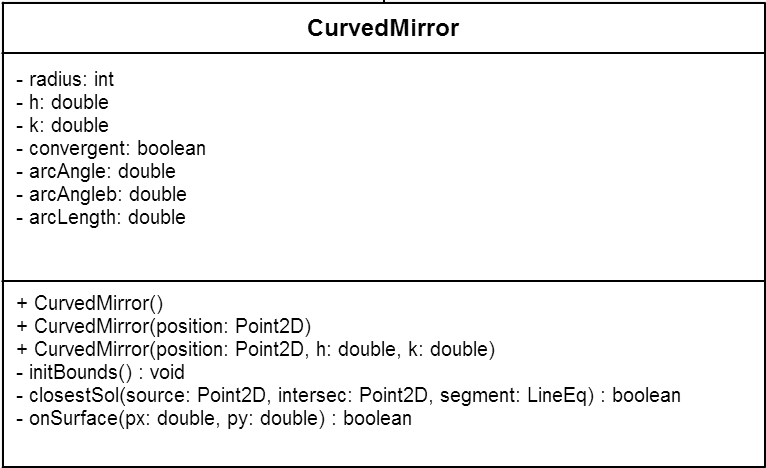 CurvedMirror
- radius: int
- h: double
- k: double
- convergent: boolean
- arcAngle: double
- arcAngleb: double
- arcLength: double
+ CurvedMirror()
+ CurvedMirror(position: Point2D)
+ CurvedMirror(position: Point2D, h: double, k: double)
- initBounds() : void
- closestSol(source: Point2D, intersec: Point2D, segment: LineEq) : boolean
- onSurface(px: double, py: double) : boolean